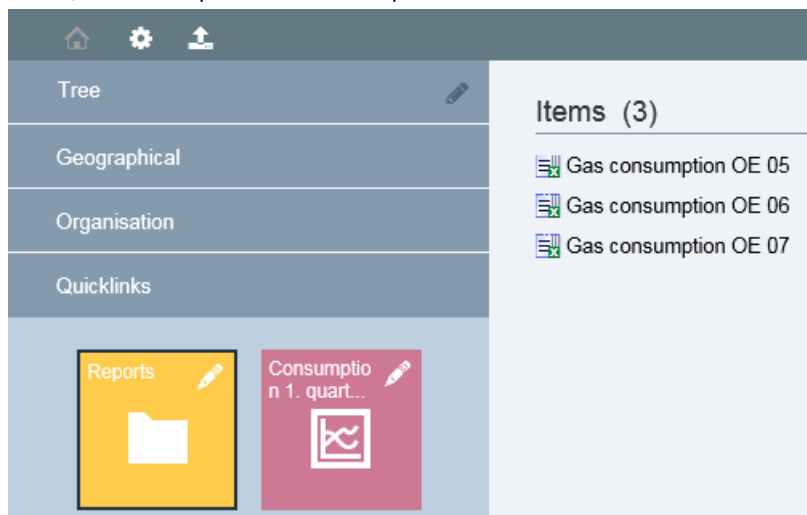 Tree
Geographical
Organisation
Quicklinks
Reports
Consumptio
n 1. quart...
Items (3)
Gas consumption OE 05
Gas consumption OE 06
Gas consumption OE 07